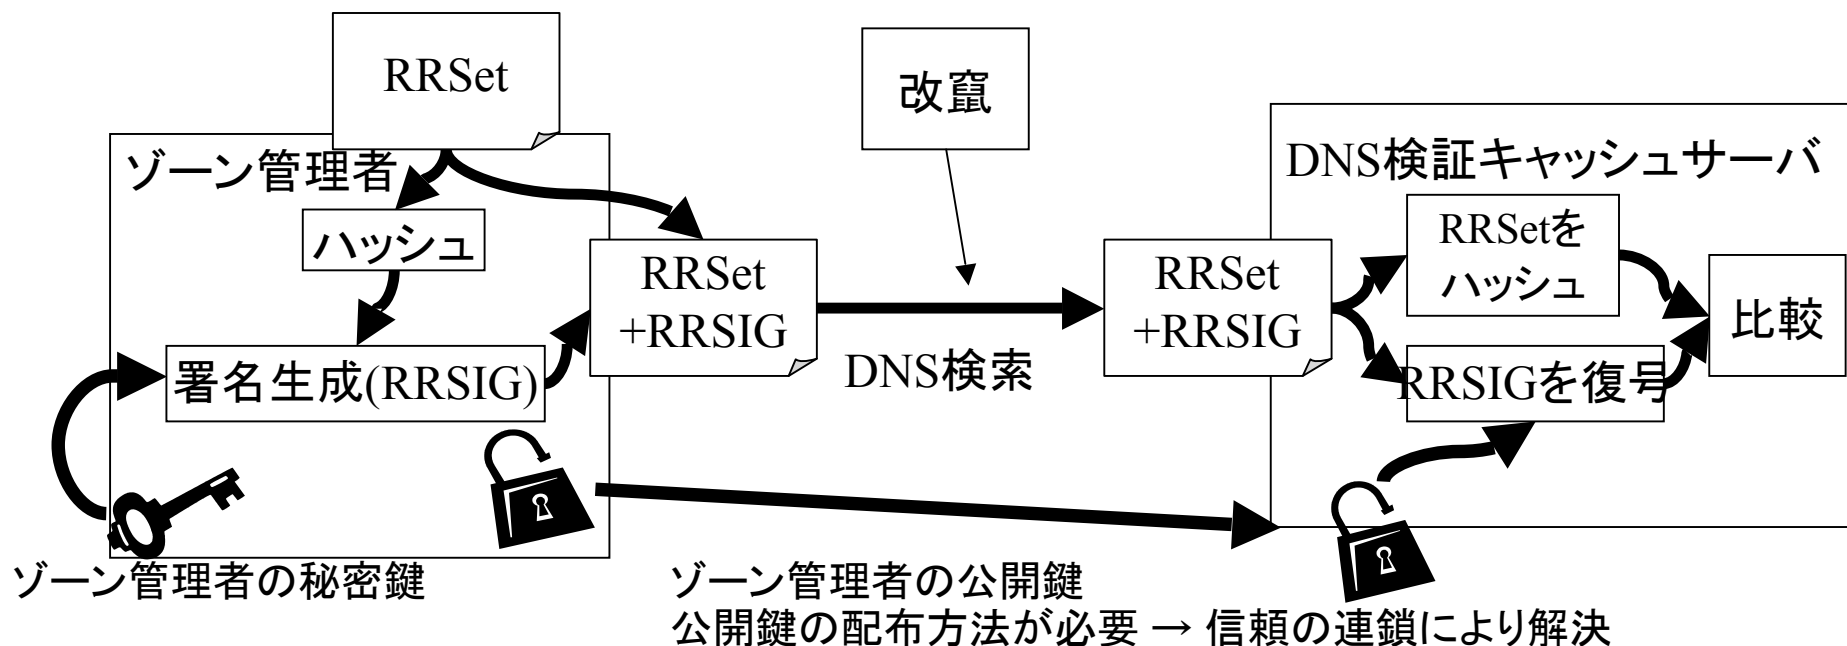 RRSet
改竄
ゾーン管理者
DNS検証キャッシュサーバ
ハッシュ
RRSetを
ハッシュ
RRSet
+RRSIG
RRSet
+RRSIG
比較
署名生成(RRSIG)
DNS検索
RRSIGを復号
ゾーン管理者の秘密鍵
ゾーン管理者の公開鍵
公開鍵の配布方法が必要 → 信頼の連鎖により解決